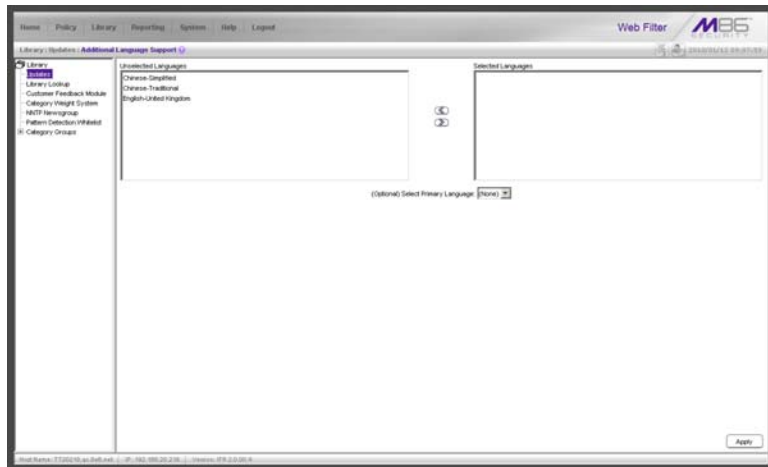 Home Policy Library Reporting System Help Logout
Web Filter
M86 SECURITY
Library : Updates : Additional Language Support
Library
Updates
Library Lookup
Customer Feedback Module
Category Weight System
NNTP Newsgroup
Pattern Detection Whitelist
Category Groups
Unselected Languages
Chinese-Simplified
Chinese-Traditional
English-United Kingdom
Selected Languages
(Optional) Select Primary Language: (None)
Apply